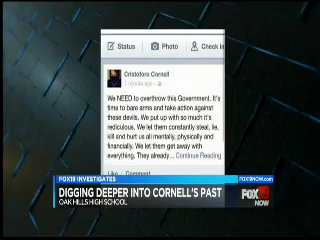 Status
Photo
Check In
Cristoforo Cornell
We NEED to overthrow this Government. It's
time to bare arms and take action against
these devils. We put up with so much it's
rediculous. We let them constantly steal, lie,
kill and hurt us all mentally, physically and
financially. We let them get away with
everything. They already... Continue Reading
Like Comment
FOX19 INVESTIGATES
FOX19NOW.COM
DIGGING DEEPER INTO CORNELL'S PAST
OAK HILLS HIGH SCHOOL
FOX19
NOW